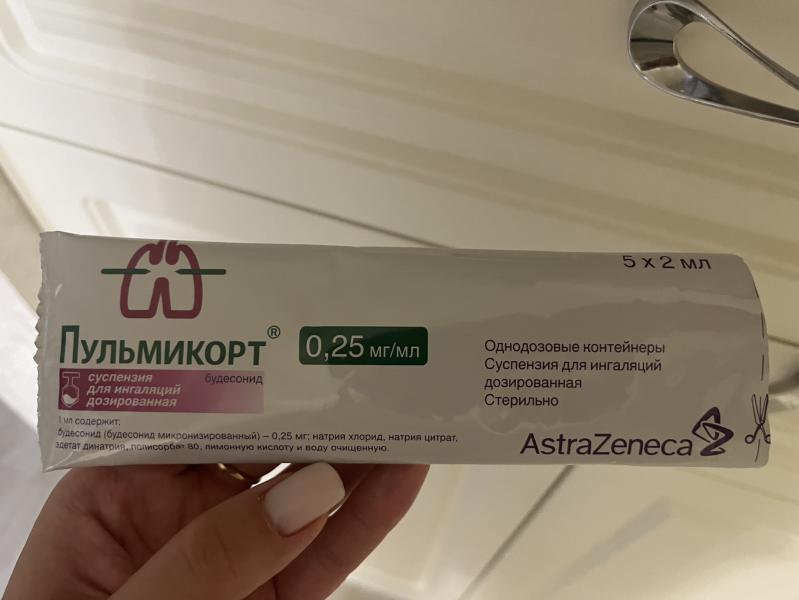 5 x 2 мл
Пульмикорт®
0,25 мг/мл
суспензия
для ингаляций
дозированная
будесонид
Однодозовые контейнеры
Суспензия для ингаляций
дозированная
Стерильно
1 мл содержит:
будесонид (будесонид микронизированный) – 0,25 мг; натрия хлорид, натрия цитрат,
эдетат динатрия, полисорбат 80, лимонную кислоту и воду очищенную.
AstraZeneca